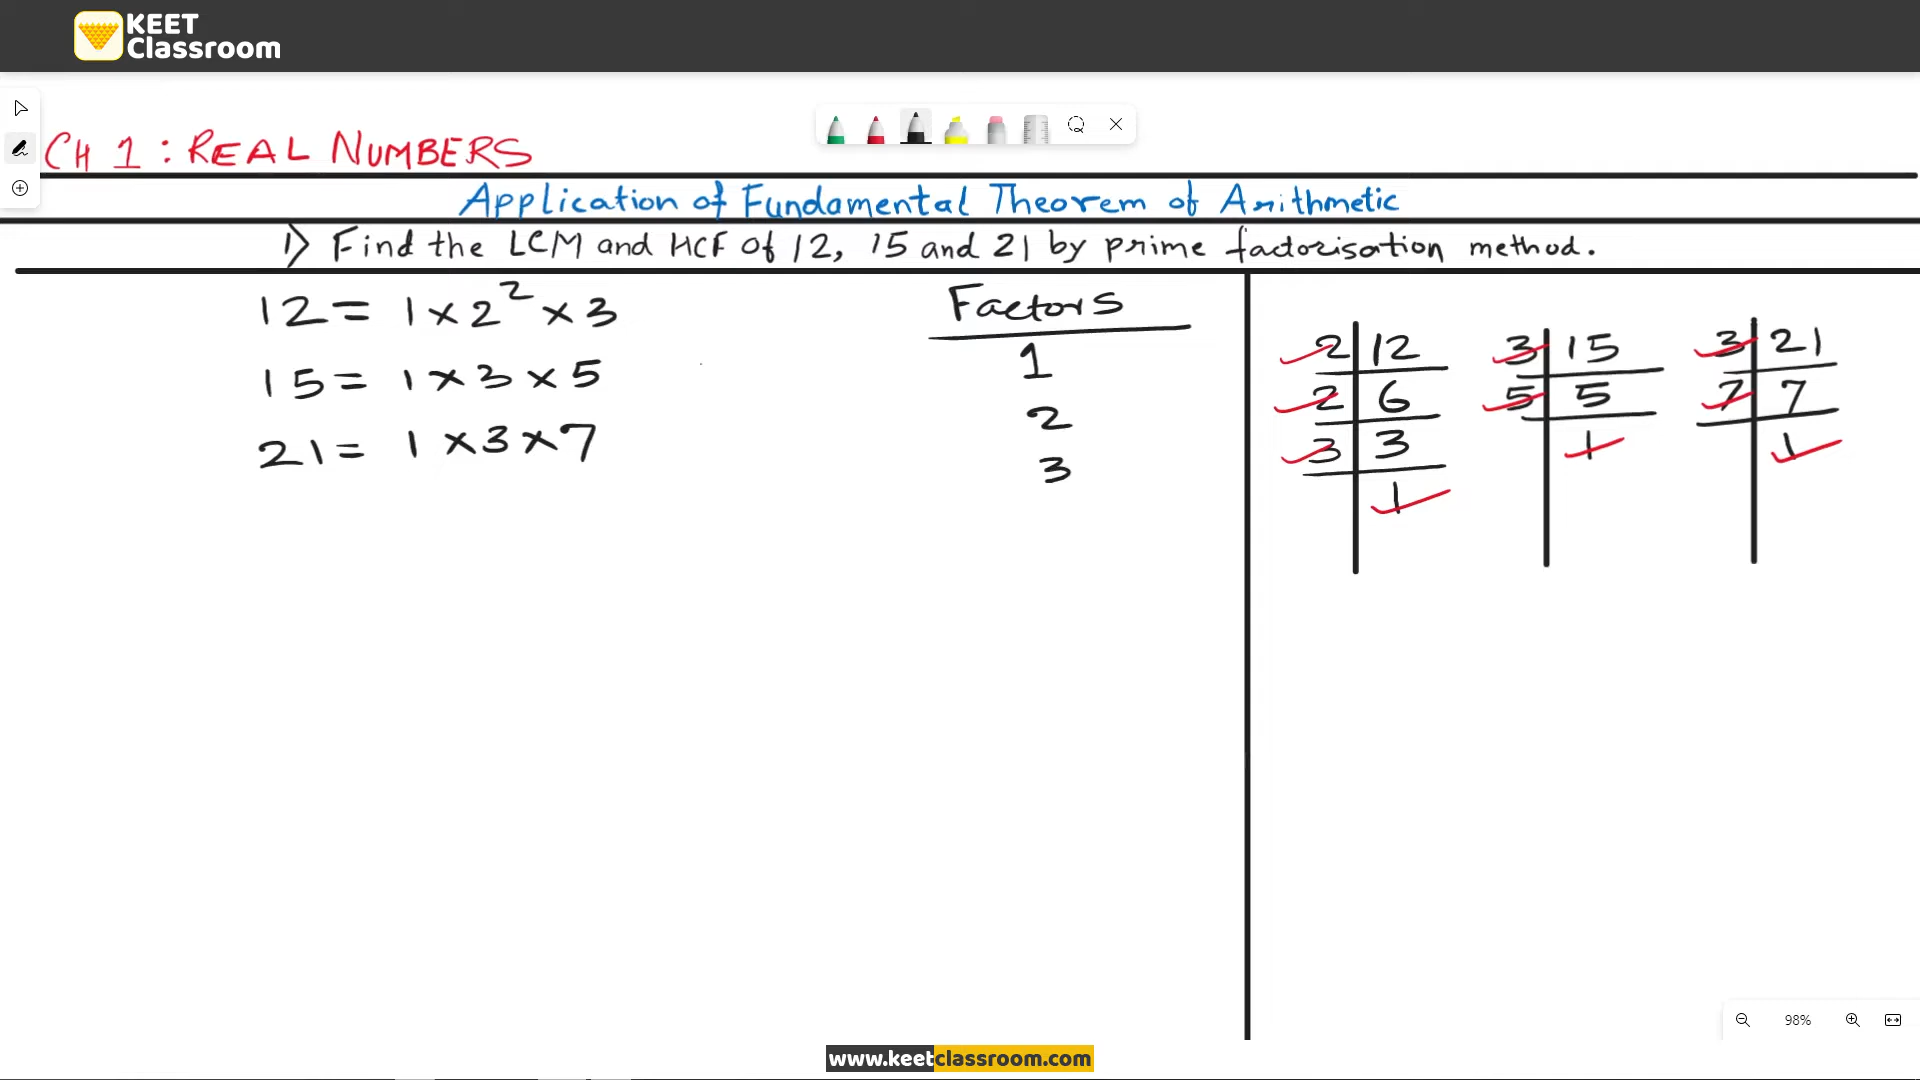 KEET
Classroom
CH 1 : REAL NUMBERS
Application of Fundamental Theorem of Arithmetic
1) Find the LCM and HCF of 12, 15 and 21 by prime factorisation method.
12 = 1 × 2² × 3
15 = 1 × 3 × 5
21 = 1 × 3 × 7
Factors
1
2
3
2 | 12
2 | 6
3 | 3
1
3 | 15
5 | 5
1
3 | 21
7 | 7
1
98%
www.keetclassroom.com